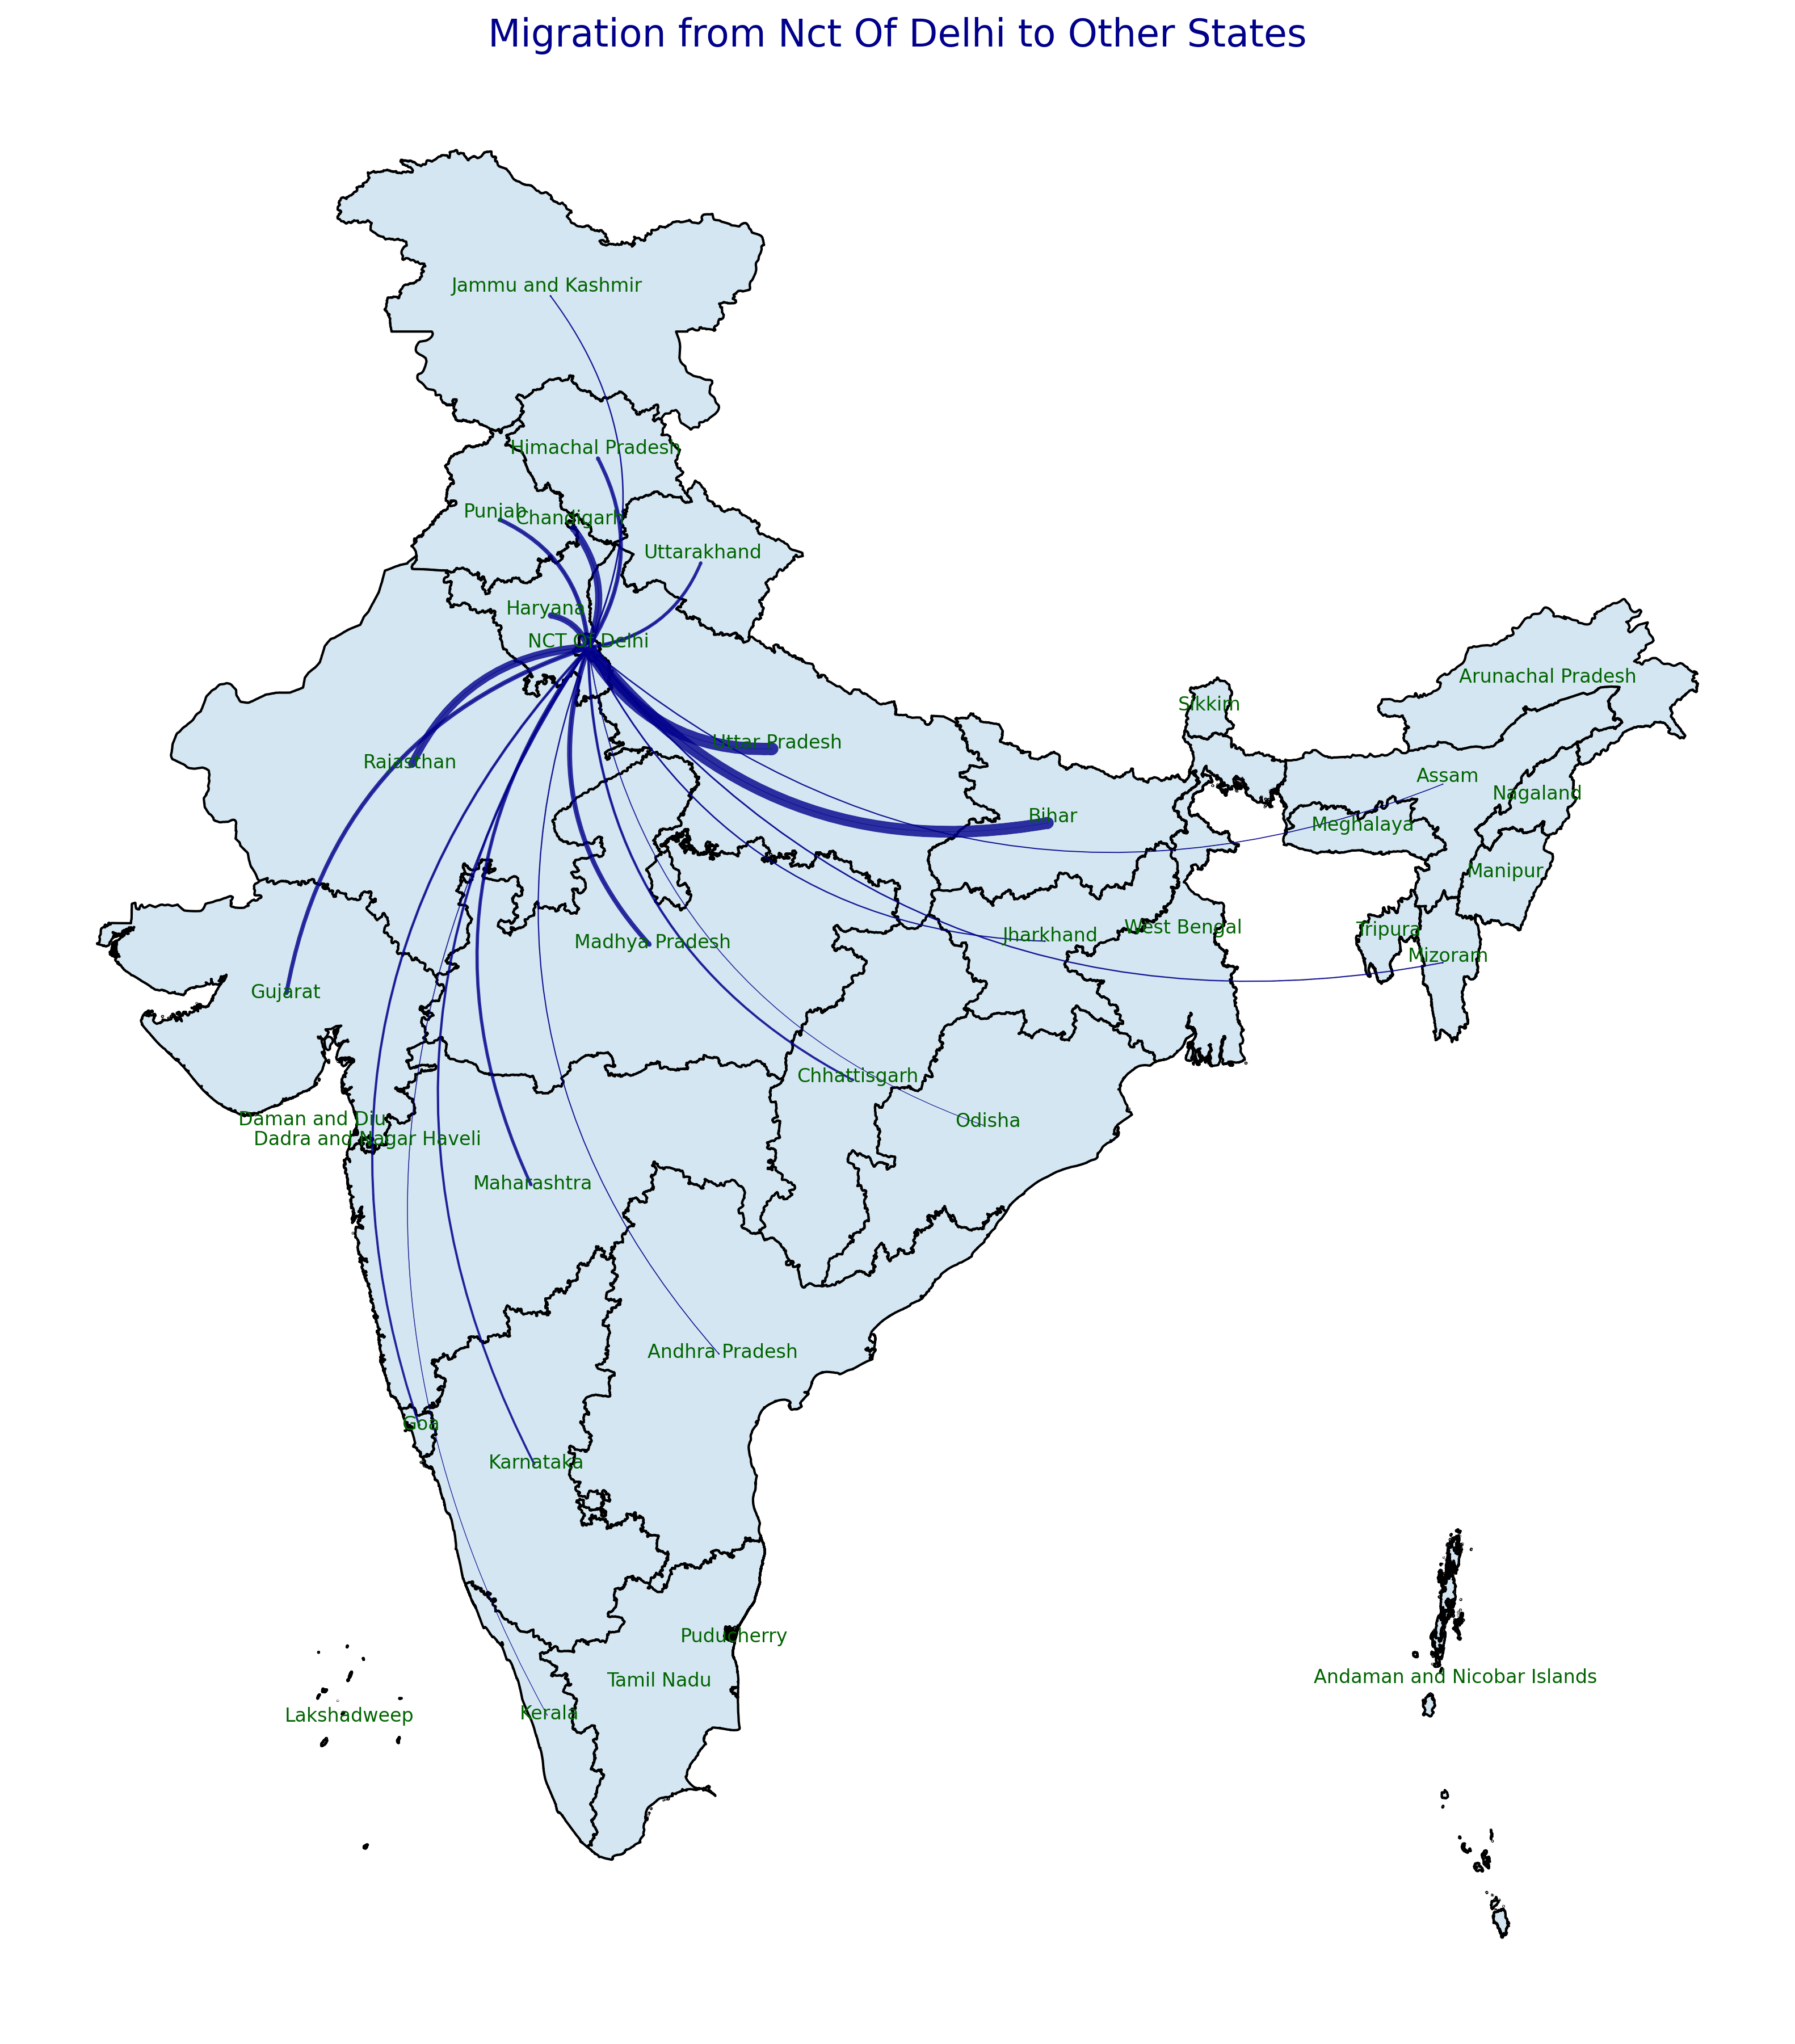 Migration from Nct Of Delhi to Other States
Jammu and Kashmir
Himachal Pradesh
Punjab
Chandigarh
Uttarakhand
Haryana
NCT Of Delhi
Arunachal Pradesh
Sikkim
Uttar Pradesh
Rajasthan
Assam
Nagaland
Bihar
Meghalaya
Manipur
West Bengal
Tripura
Jharkhand
Madhya Pradesh
Mizoram
Gujarat
Chhattisgarh
Daman and Diu
Odisha
Dadra and Nagar Haveli
Maharashtra
Andhra Pradesh
Goa
Karnataka
Puducherry
Andaman and Nicobar Islands
Tamil Nadu
Kerala
Lakshadweep